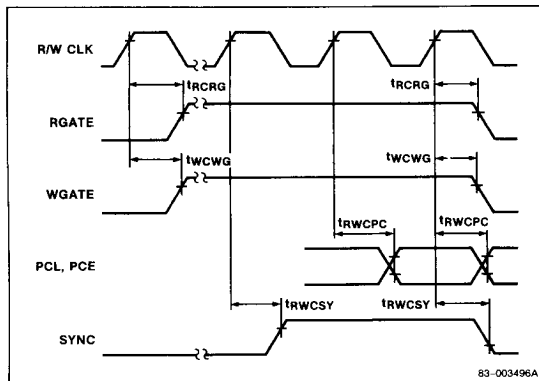 R/W CLK
tRCRG tRCRG
RGATE
tWCWG tWCWG
WGATE
tRWCPC tRWCPC
PCL, PCE
tRWCSY tRWCSY
SYNC
83-003496A